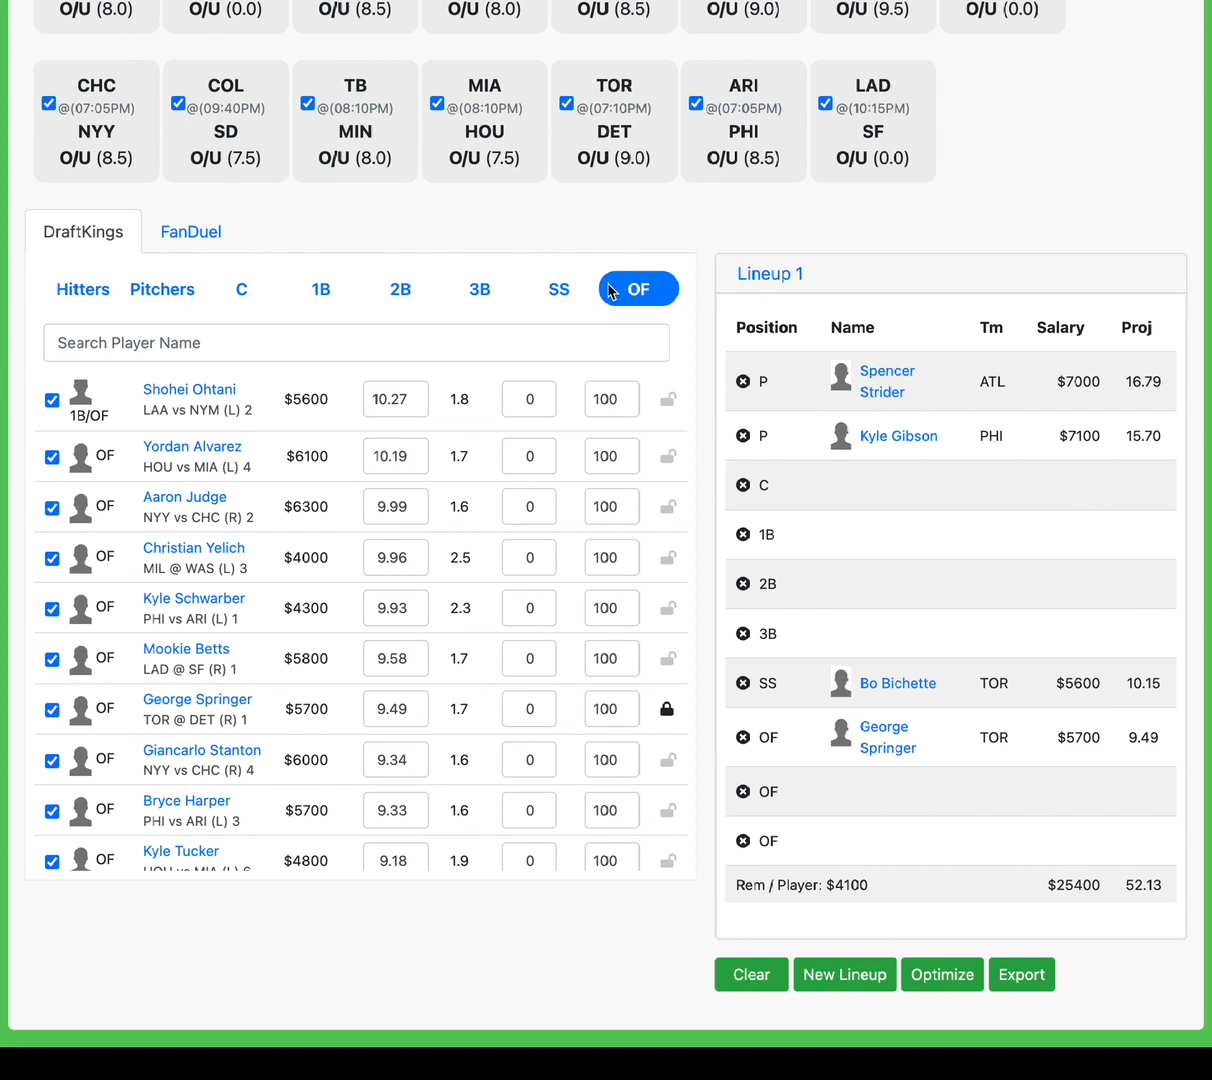 O/U (8.0) O/U (0.0) O/U (8.5) O/U (8.0) O/U (8.5) O/U (9.0) O/U (9.5) O/U (0.0)
CHC COL TB MIA TOR ARI LAD
@(07:05PM) @(09:40PM) @(08:10PM) @(08:10PM) @(07:10PM) @(07:05PM) @(10:15PM)
NYY SD MIN HOU DET PHI SF
O/U (8.5) O/U (7.5) O/U (8.0) O/U (7.5) O/U (9.0) O/U (8.5) O/U (0.0)
DraftKings FanDuel
Hitters Pitchers C 1B 2B 3B SS OF
Search Player Name
1B/OF Shohei Ohtani $5600 10.27 1.8 0 100
LAA vs NYM (L) 2
OF Yordan Alvarez $6100 10.19 1.7 0 100
HOU vs MIA (L) 4
OF Aaron Judge $6300 9.99 1.6 0 100
NYY vs CHC (R) 2
OF Christian Yelich $4000 9.96 2.5 0 100
MIL @ WAS (L) 3
OF Kyle Schwarber $4300 9.93 2.3 0 100
PHI vs ARI (L) 1
OF Mookie Betts $5800 9.58 1.7 0 100
LAD @ SF (R) 1
OF George Springer $5700 9.49 1.7 0 100
TOR @ DET (R) 1
OF Giancarlo Stanton $6000 9.34 1.6 0 100
NYY vs CHC (R) 4
OF Bryce Harper $5700 9.33 1.6 0 100
PHI vs ARI (L) 3
OF Kyle Tucker $4800 9.18 1.9 0 100
Lineup 1
Position Name Tm Salary Proj
P Spencer Strider ATL $7000 16.79
P Kyle Gibson PHI $7100 15.70
C
1B
2B
3B
SS Bo Bichette TOR $5600 10.15
OF George Springer TOR $5700 9.49
OF
OF
Rem / Player: $4100 $25400 52.13
Clear New Lineup Optimize Export